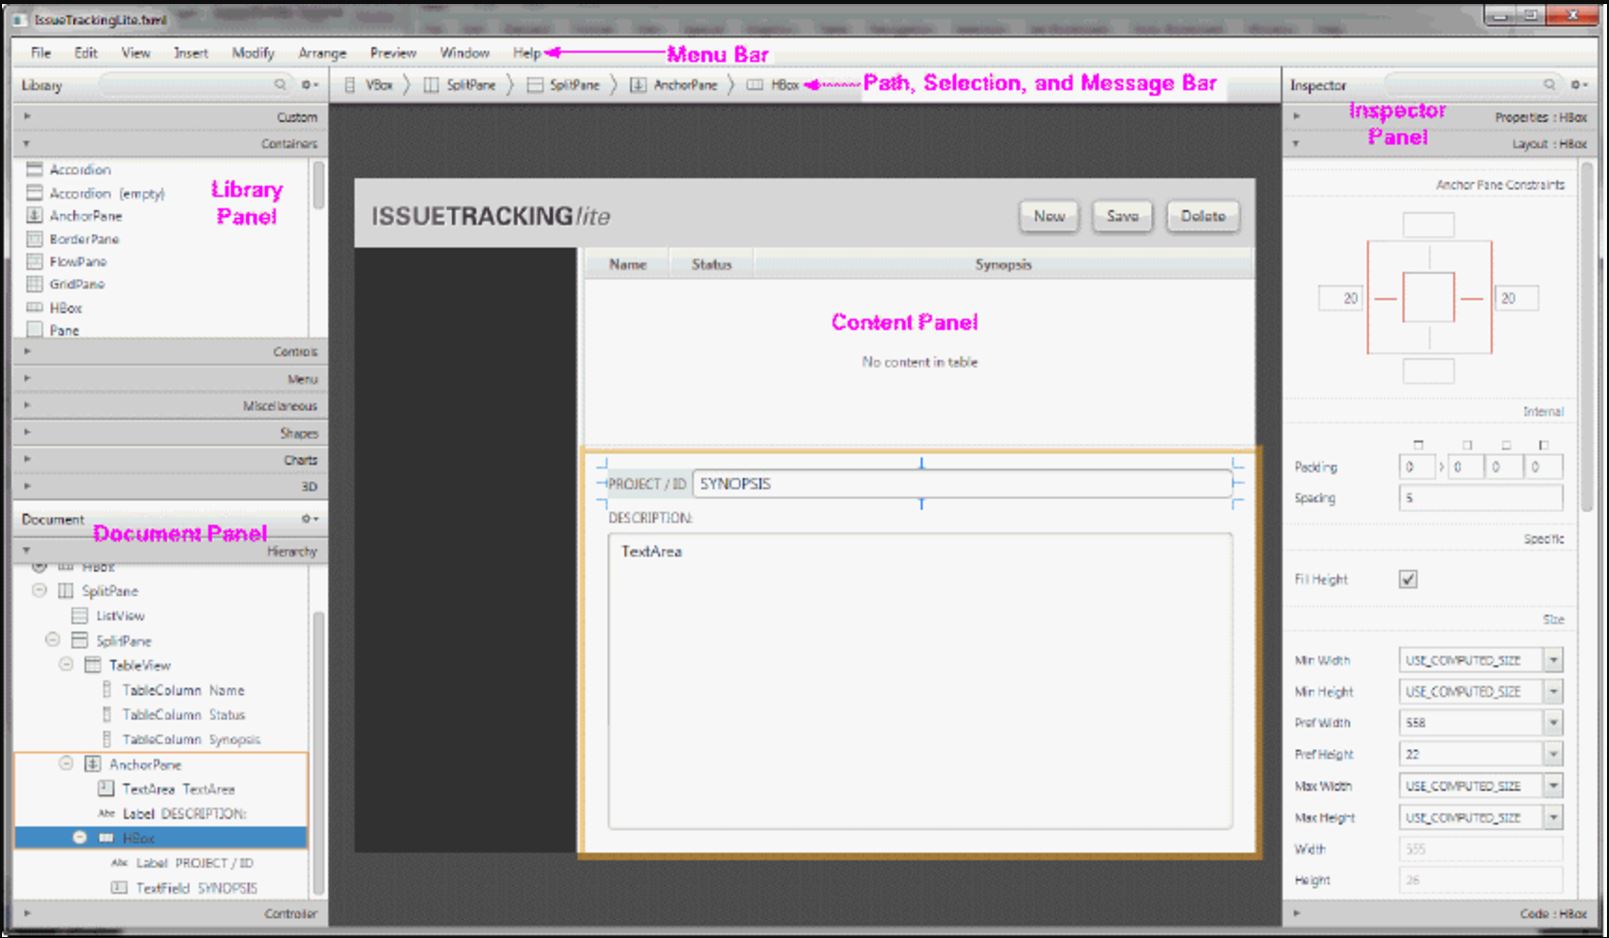 IssueTrackingLite.fxml
File Edit View Insert Modify Arrange Preview Window Help
Menu Bar
Library
VBox SplitPane SplitPane AnchorPane HBox
Path, Selection, and Message Bar
Inspector
Custom
Containers
Accordion
Accordion (empty)
AnchorPane
BorderPane
FlowPane
GridPane
HBox
Pane
Library
Panel
Controls
Menu
Miscellaneous
Shapes
Charts
3D
Document
Document Panel
Hierarchy
HBox
SplitPane
ListView
SplitPane
TableView
TableColumn Name
TableColumn Status
TableColumn Synopsis
AnchorPane
TextArea TextArea
Abc Label DESCRIPTION:
HBox
Abc Label PROJECT / ID
TextField SYNOPSIS
Controller
ISSUETRACKINGlite
New Save Delete
Name Status Synopsis
Content Panel
No content in table
PROJECT / ID SYNOPSIS
DESCRIPTION:
TextArea
Inspector
Panel
Properties : HBox
Layout : HBox
Anchor Pane Constraints
20 20
Internal
Padding 0 0 0 0
Spacing 5
Specific
Fill Height
Size
Min Width USE_COMPUTED_SIZE
Min Height USE_COMPUTED_SIZE
Pref Width 558
Pref Height 22
Max Width USE_COMPUTED_SIZE
Max Height USE_COMPUTED_SIZE
Width 555
Height 26
Code : HBox